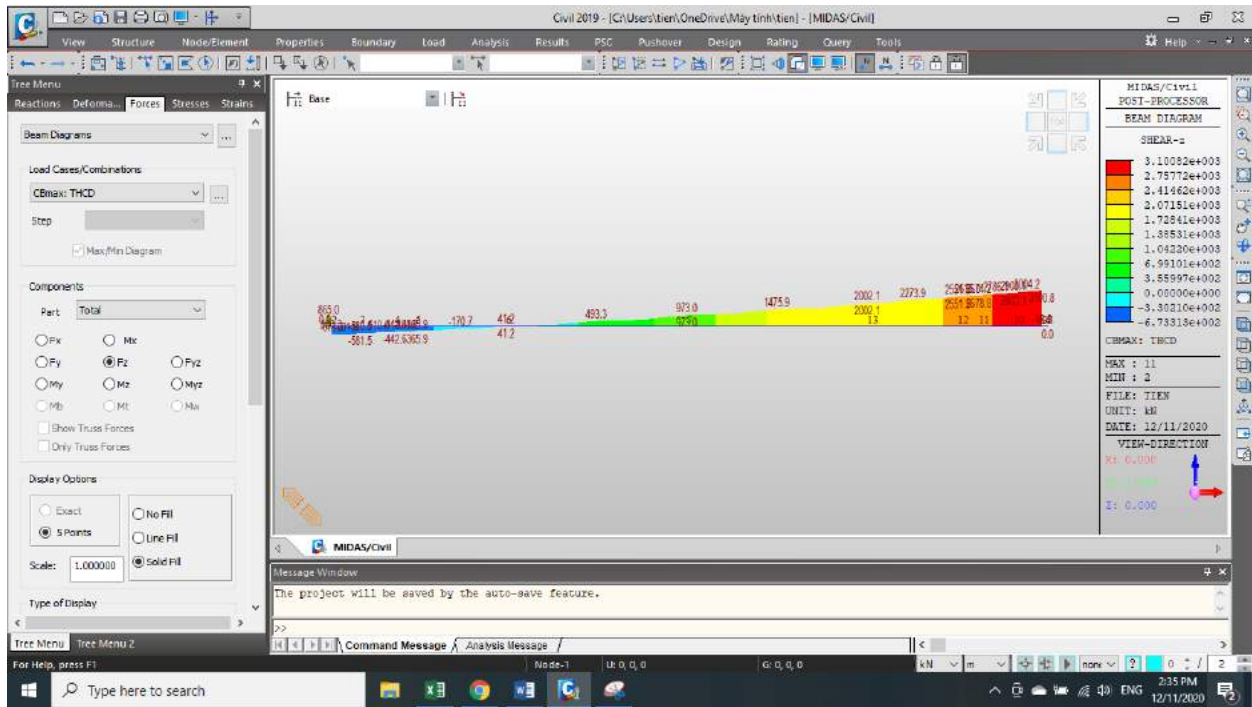 Civil 2019 - [C:\Users\tien\OneDrive\Máy tính\tien] - [MIDAS/Civil]
View Structure Node/Element Properties Boundary Load Analysis Results PSC Pushover Design Rating Query Tools Help
Tree Menu
Reactions Deforma... Forces Stresses Strains
Beam Diagrams ...
Load Cases/Combinations
CBmax: THCD ...
Step
Max/Min Diagram
Components
Part Total
Fx Mx
Fy Fz Fyz
My Mz Myz
Mb Mt Mw
Show Truss Forces
Only Truss Forces
Display Options
Exact
5 Points
No Fill
Line Fill
Solid Fill
Scale: 1.000000
Type of Display
Tree Menu Tree Menu 2
Base
865.0
-170.7
41.2
493.3
973.0
1475.9
2002.1
2273.9
-581.5
41.2
2002.1
13
12 11
0.0
MIDAS/Civil
POST-PROCESSOR
BEAM DIAGRAM
SHEAR-z
3.10082e+003
2.75772e+003
2.41462e+003
2.07151e+003
1.72841e+003
1.38531e+003
1.04220e+003
6.99101e+002
3.55997e+002
0.00000e+000
-3.30210e+002
-6.73313e+002
CBMAX: THCD
MAX : 11
MIN : 2
FILE: TIEN
UNIT: kN
DATE: 12/11/2020
VIEW-DIRECTION
X: 0.000
Z: 0.000
MIDAS/Civil
Message Window
The project will be saved by the auto-save feature.
>>
Command Message Analysis Message
For Help, press F1
Node-1 U: 0, 0, 0 G: 0, 0, 0 kN m none ? 0 / 2
Type here to search
ENG
2:35 PM
12/11/2020
2